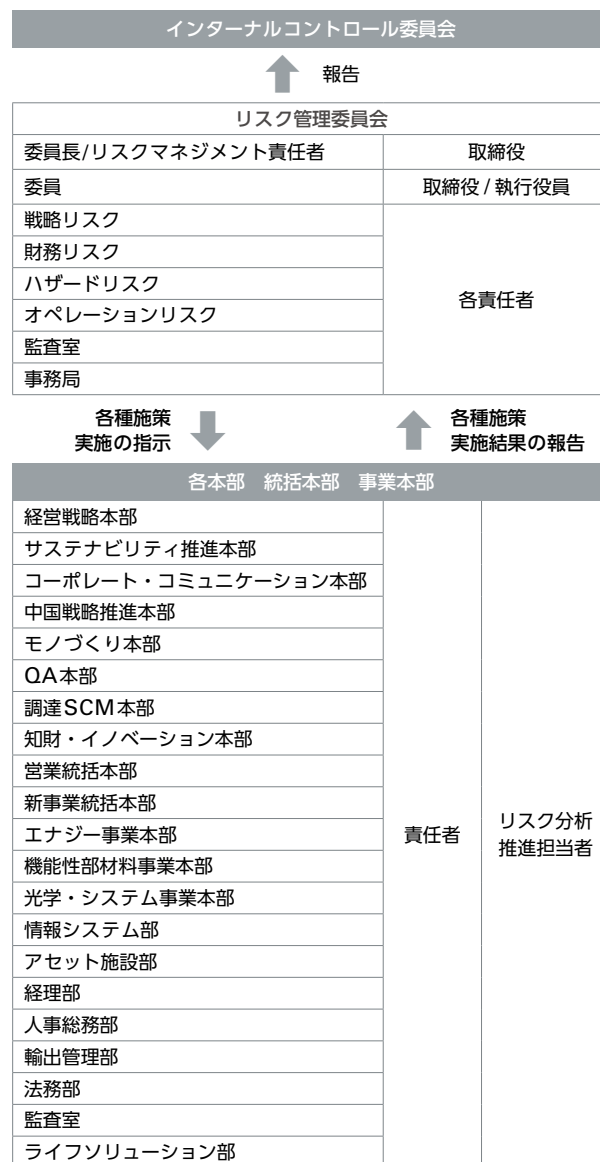 インターナルコントロール委員会
報告
リスク管理委員会
委員長/リスクマネジメント責任者 取締役
委員 取締役 / 執行役員
戦略リスク
財務リスク
ハザードリスク
オペレーションリスク
監査室
事務局
各責任者
各種施策
実施の指示
各種施策
実施結果の報告
各本部 統括本部 事業本部
経営戦略本部
サステナビリティ推進本部
コーポレート・コミュニケーション本部
中国戦略推進本部
モノづくり本部
QA本部
調達SCM本部
知財・イノベーション本部
営業統括本部
新事業統括本部
エナジー事業本部
機能性部材料事業本部
光学・システム事業本部
情報システム部
アセット施設部
経理部
人事総務部
輸出管理部
法務部
監査室
ライフソリューション部
責任者
リスク分析
推進担当者